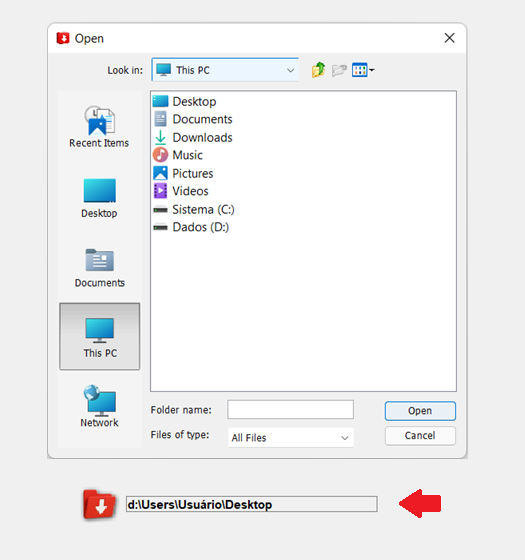 Open
Look in:
This PC
Recent Items
Desktop
Documents
This PC
Network
Desktop
Documents
Downloads
Music
Pictures
Videos
Sistema (C:)
Dados (D:)
Folder name:
Open
Files of type:
All Files
Cancel
d:\Users\Usuário\Desktop